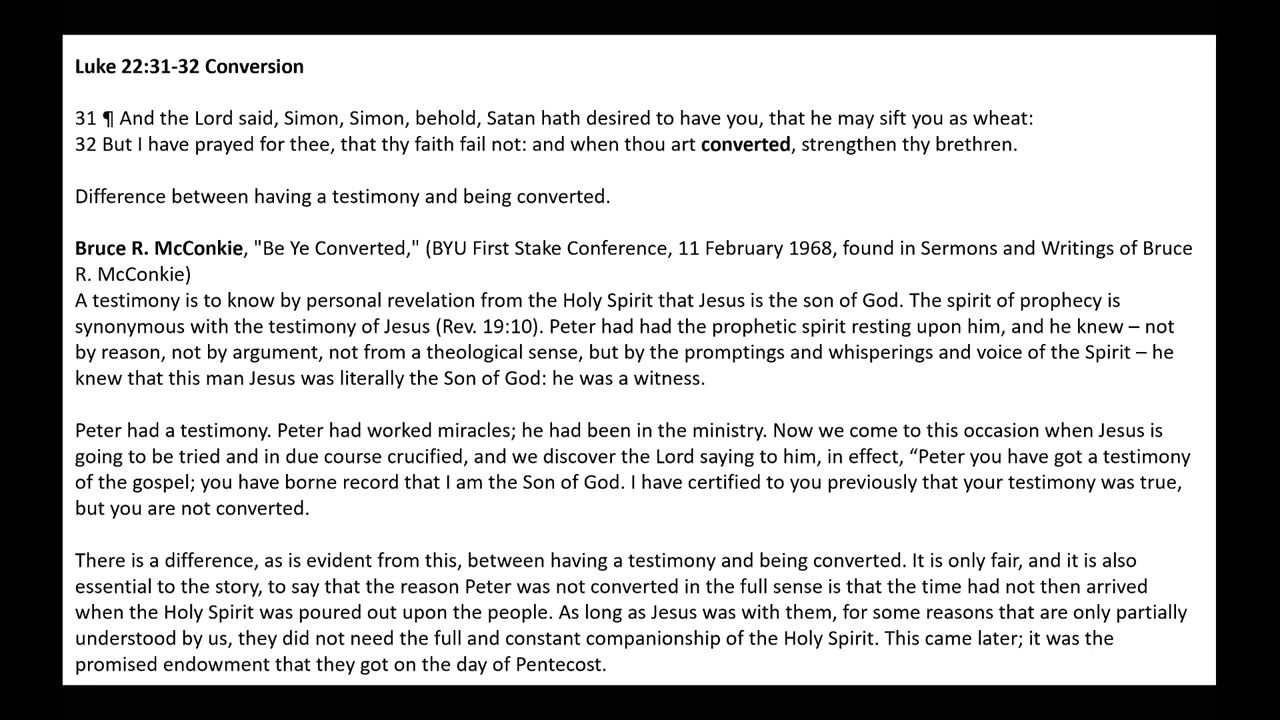 Luke 22:31-32 Conversion
31 ¶ And the Lord said, Simon, Simon, behold, Satan hath desired to have you, that he may sift you as wheat:
32 But I have prayed for thee, that thy faith fail not: and when thou art converted, strengthen thy brethren.
Difference between having a testimony and being converted.
Bruce R. McConkie, "Be Ye Converted," (BYU First Stake Conference, 11 February 1968, found in Sermons and Writings of Bruce
R. McConkie)
A testimony is to know by personal revelation from the Holy Spirit that Jesus is the son of God. The spirit of prophecy is
synonymous with the testimony of Jesus (Rev. 19:10). Peter had had the prophetic spirit resting upon him, and he knew – not
by reason, not by argument, not from a theological sense, but by the promptings and whisperings and voice of the Spirit – he
knew that this man Jesus was literally the Son of God: he was a witness.
Peter had a testimony. Peter had worked miracles; he had been in the ministry. Now we come to this occasion when Jesus is
going to be tried and in due course crucified, and we discover the Lord saying to him, in effect, “Peter you have got a testimony
of the gospel; you have borne record that I am the Son of God. I have certified to you previously that your testimony was true,
but you are not converted.
There is a difference, as is evident from this, between having a testimony and being converted. It is only fair, and it is also
essential to the story, to say that the reason Peter was not converted in the full sense is that the time had not then arrived
when the Holy Spirit was poured out upon the people. As long as Jesus was with them, for some reasons that are only partially
understood by us, they did not need the full and constant companionship of the Holy Spirit. This came later; it was the
promised endowment that they got on the day of Pentecost.